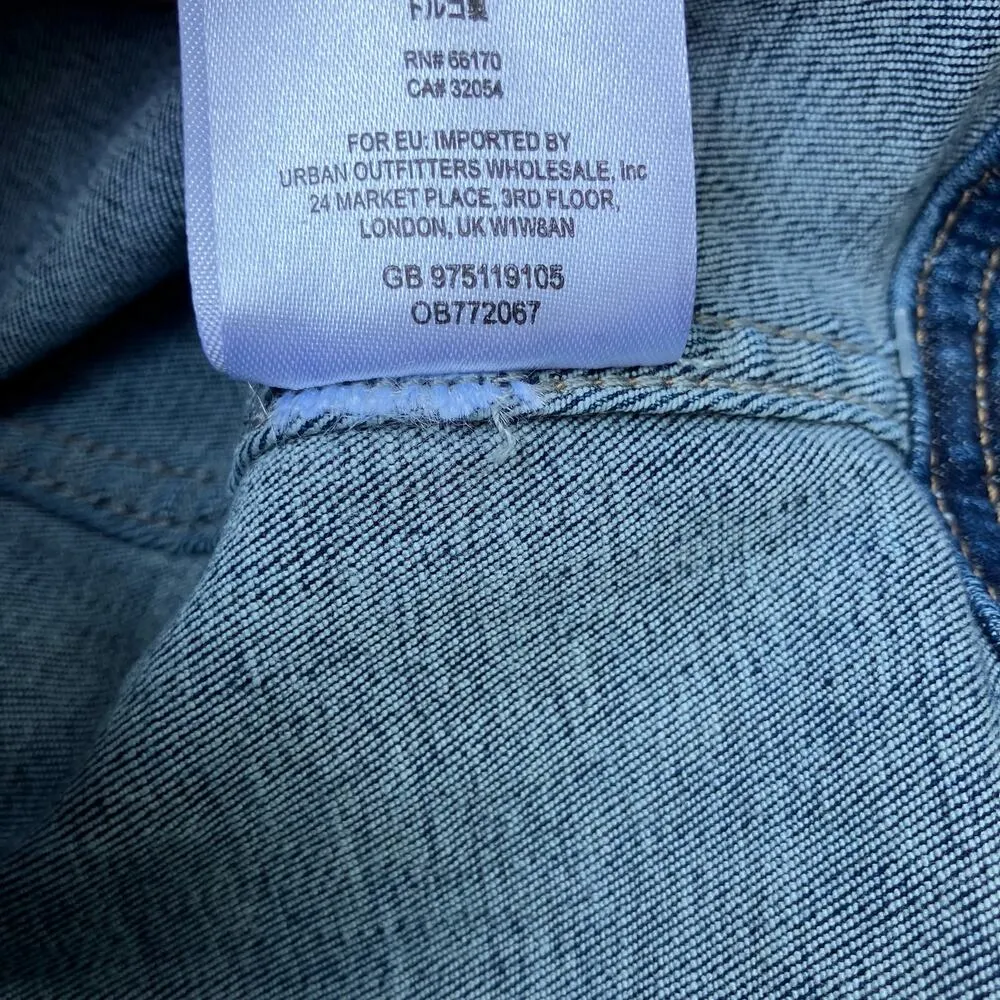 トルコ製
RN# 66170
CA# 32054
FOR EU: IMPORTED BY
URBAN OUTFITTERS WHOLESALE, Inc
24 MARKET PLACE, 3RD FLOOR,
LONDON, UK W1W8AN
GB 975119105
OB772067